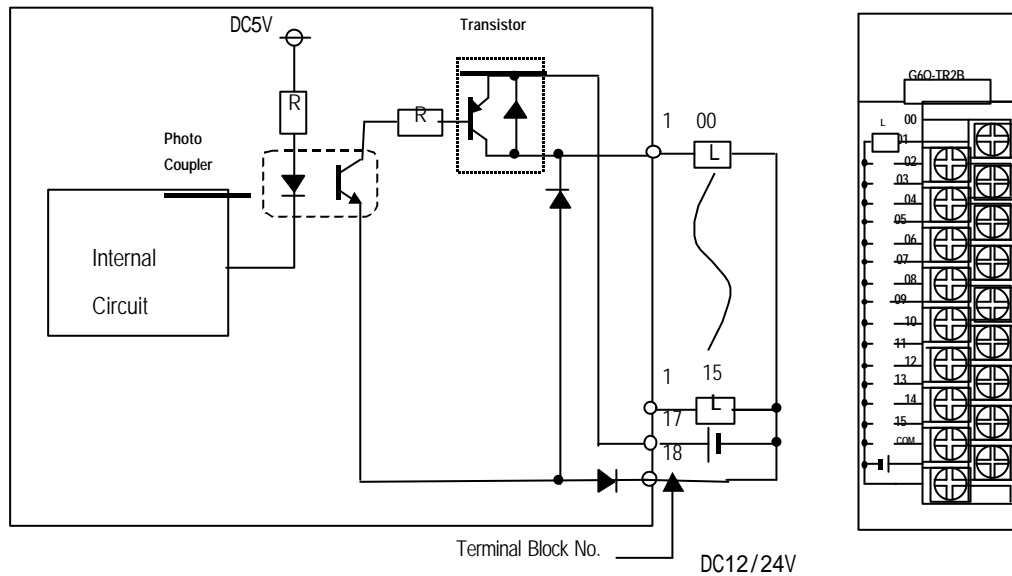 DC5V
Transistor
R
R
Photo
Coupler
Internal
Circuit
1 00
L
1 15
L
17
18
Terminal Block No.
DC12/24V
G6Q-TR2B
L
00
01
02
03
04
05
06
07
08
09
10
11
12
13
14
15
COM